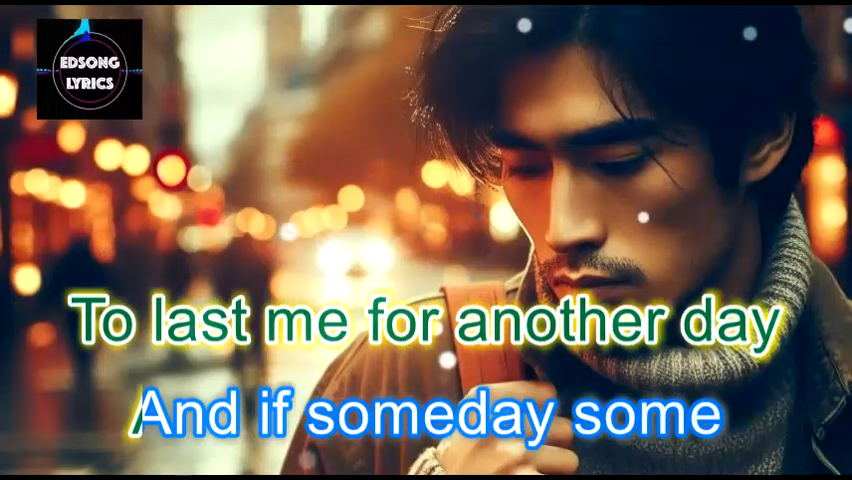 EDSONG
LYRICS
To last me for another day
And if someday some